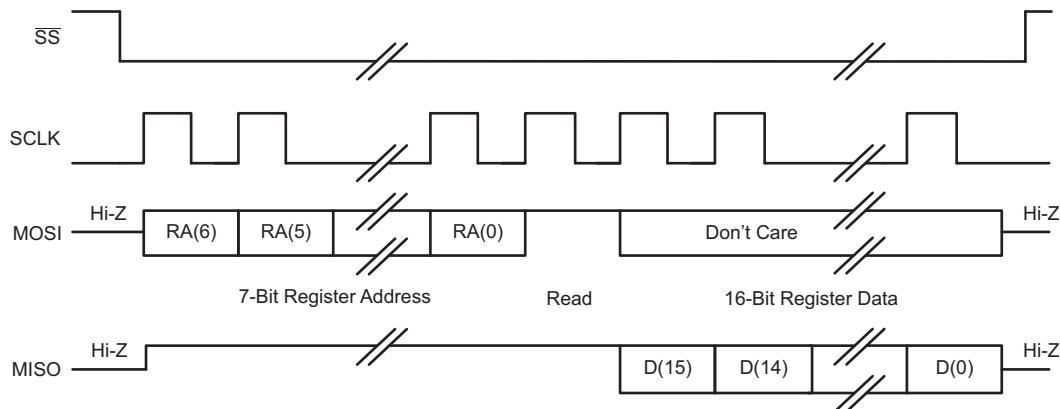 SS
SCLK
Hi-Z
MOSI
RA(6)
RA(5)
RA(0)
Don't Care
Hi-Z
7-Bit Register Address
Read
16-Bit Register Data
Hi-Z
MISO
D(15)
D(14)
D(0)
Hi-Z